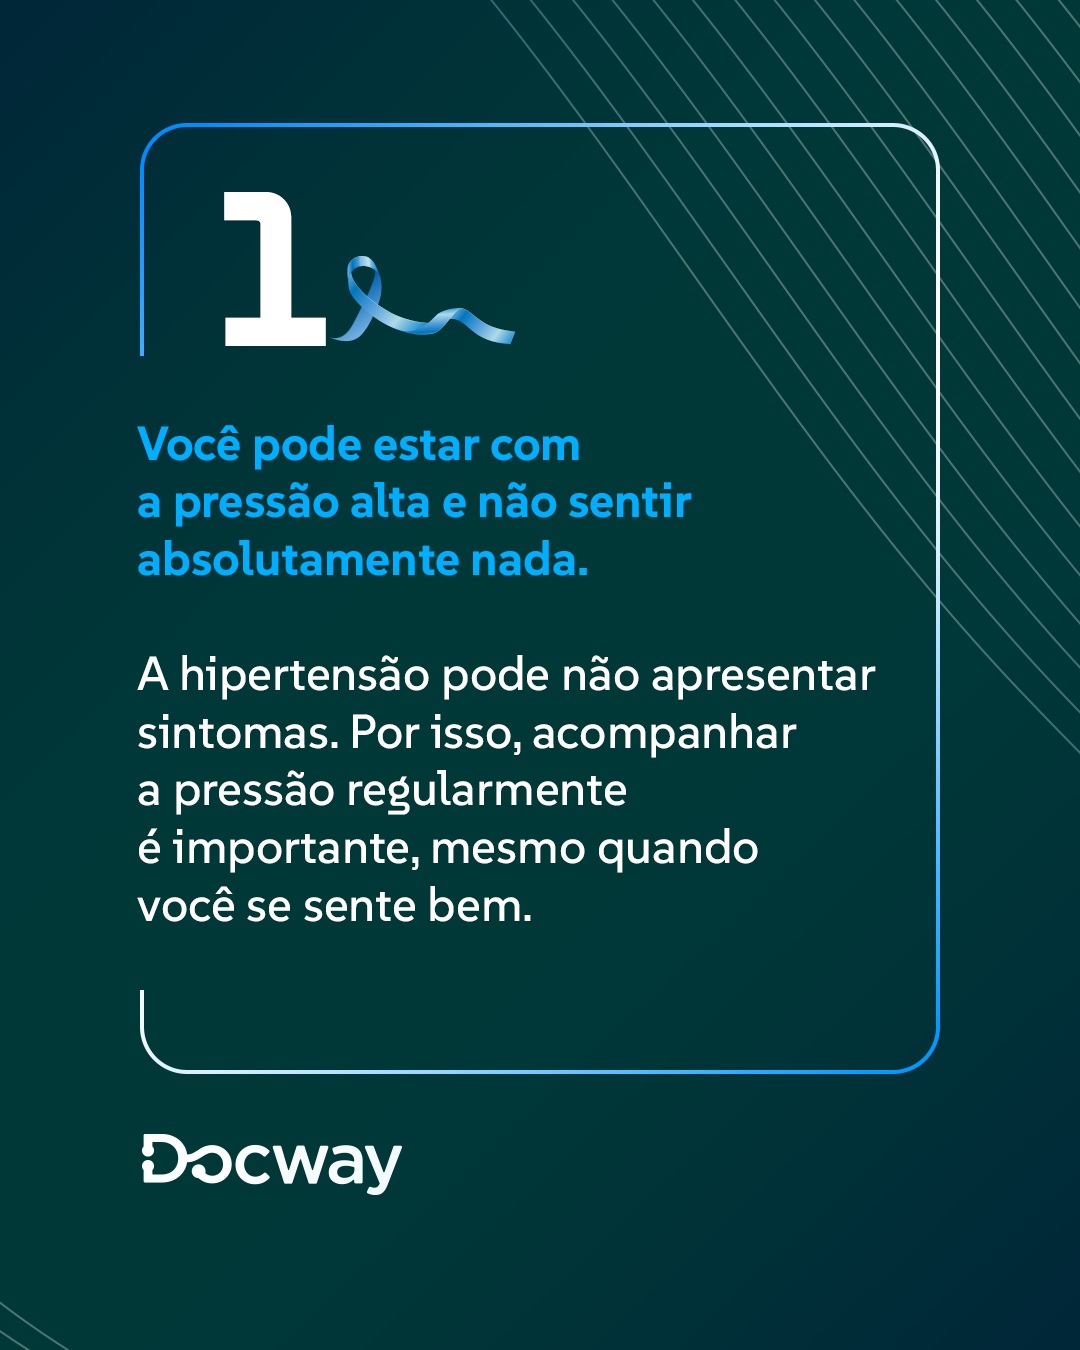 1
Você pode estar com
a pressão alta e não sentir
absolutamente nada.
A hipertensão pode não apresentar
sintomas. Por isso, acompanhar
a pressão regularmente
é importante, mesmo quando
você se sente bem.
Docway